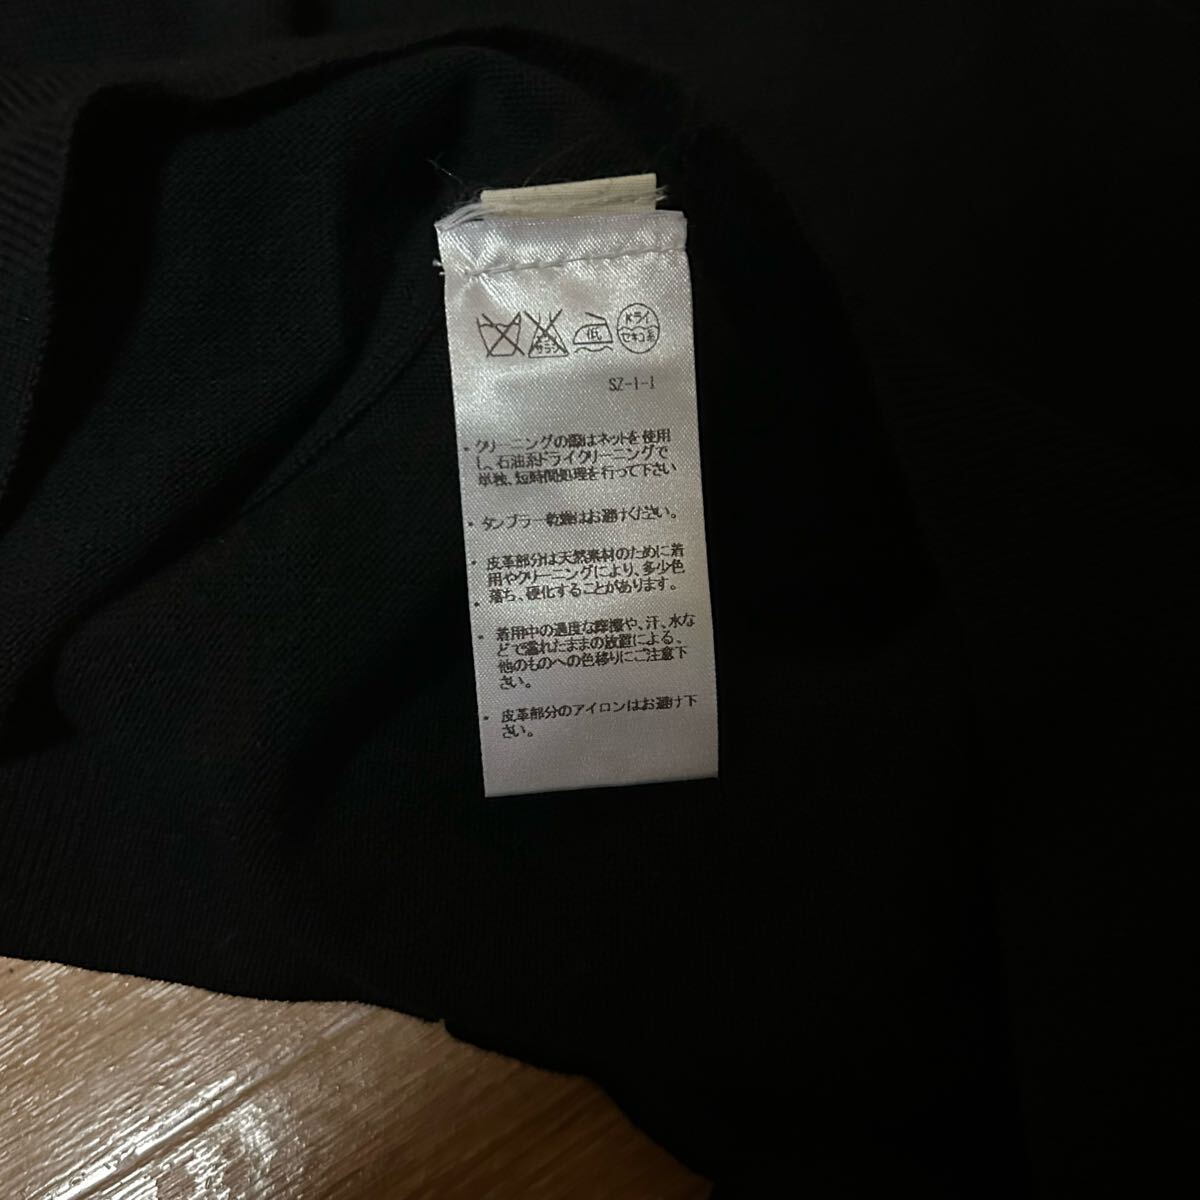 サラシ 低 ドライ
セキユ系
SZ-1-1
・クリーニングの際はネットを使用
し、石油系ドライクリーニングで
単独、短時間処理を行って下さい
・タンブラー乾燥はお避けください。
・皮革部分は天然素材のために着
用やクリーニングにより、多少色
落ち、硬化することがあります。
・
・着用中の過度な摩擦や、汗、水な
どで濡れたままの放置による、
他のものへの色移りにご注意下
さい。
・皮革部分のアイロンはお避け下
さい。